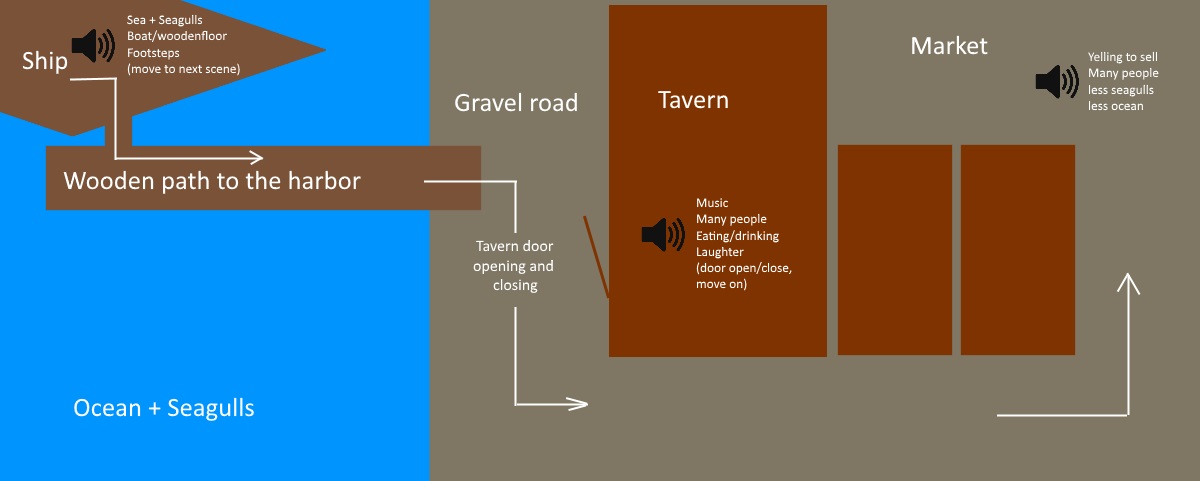 Ship
Sea + Seagulls
Boat/woodenfloor
Footsteps
(move to next scene)
Wooden path to the harbor
Ocean + Seagulls
Gravel road
Tavern door
opening and
closing
Tavern
Music
Many people
Eating/drinking
Laughter
(door open/close,
move on)
Market
Yelling to sell
Many people
less seagulls
less ocean